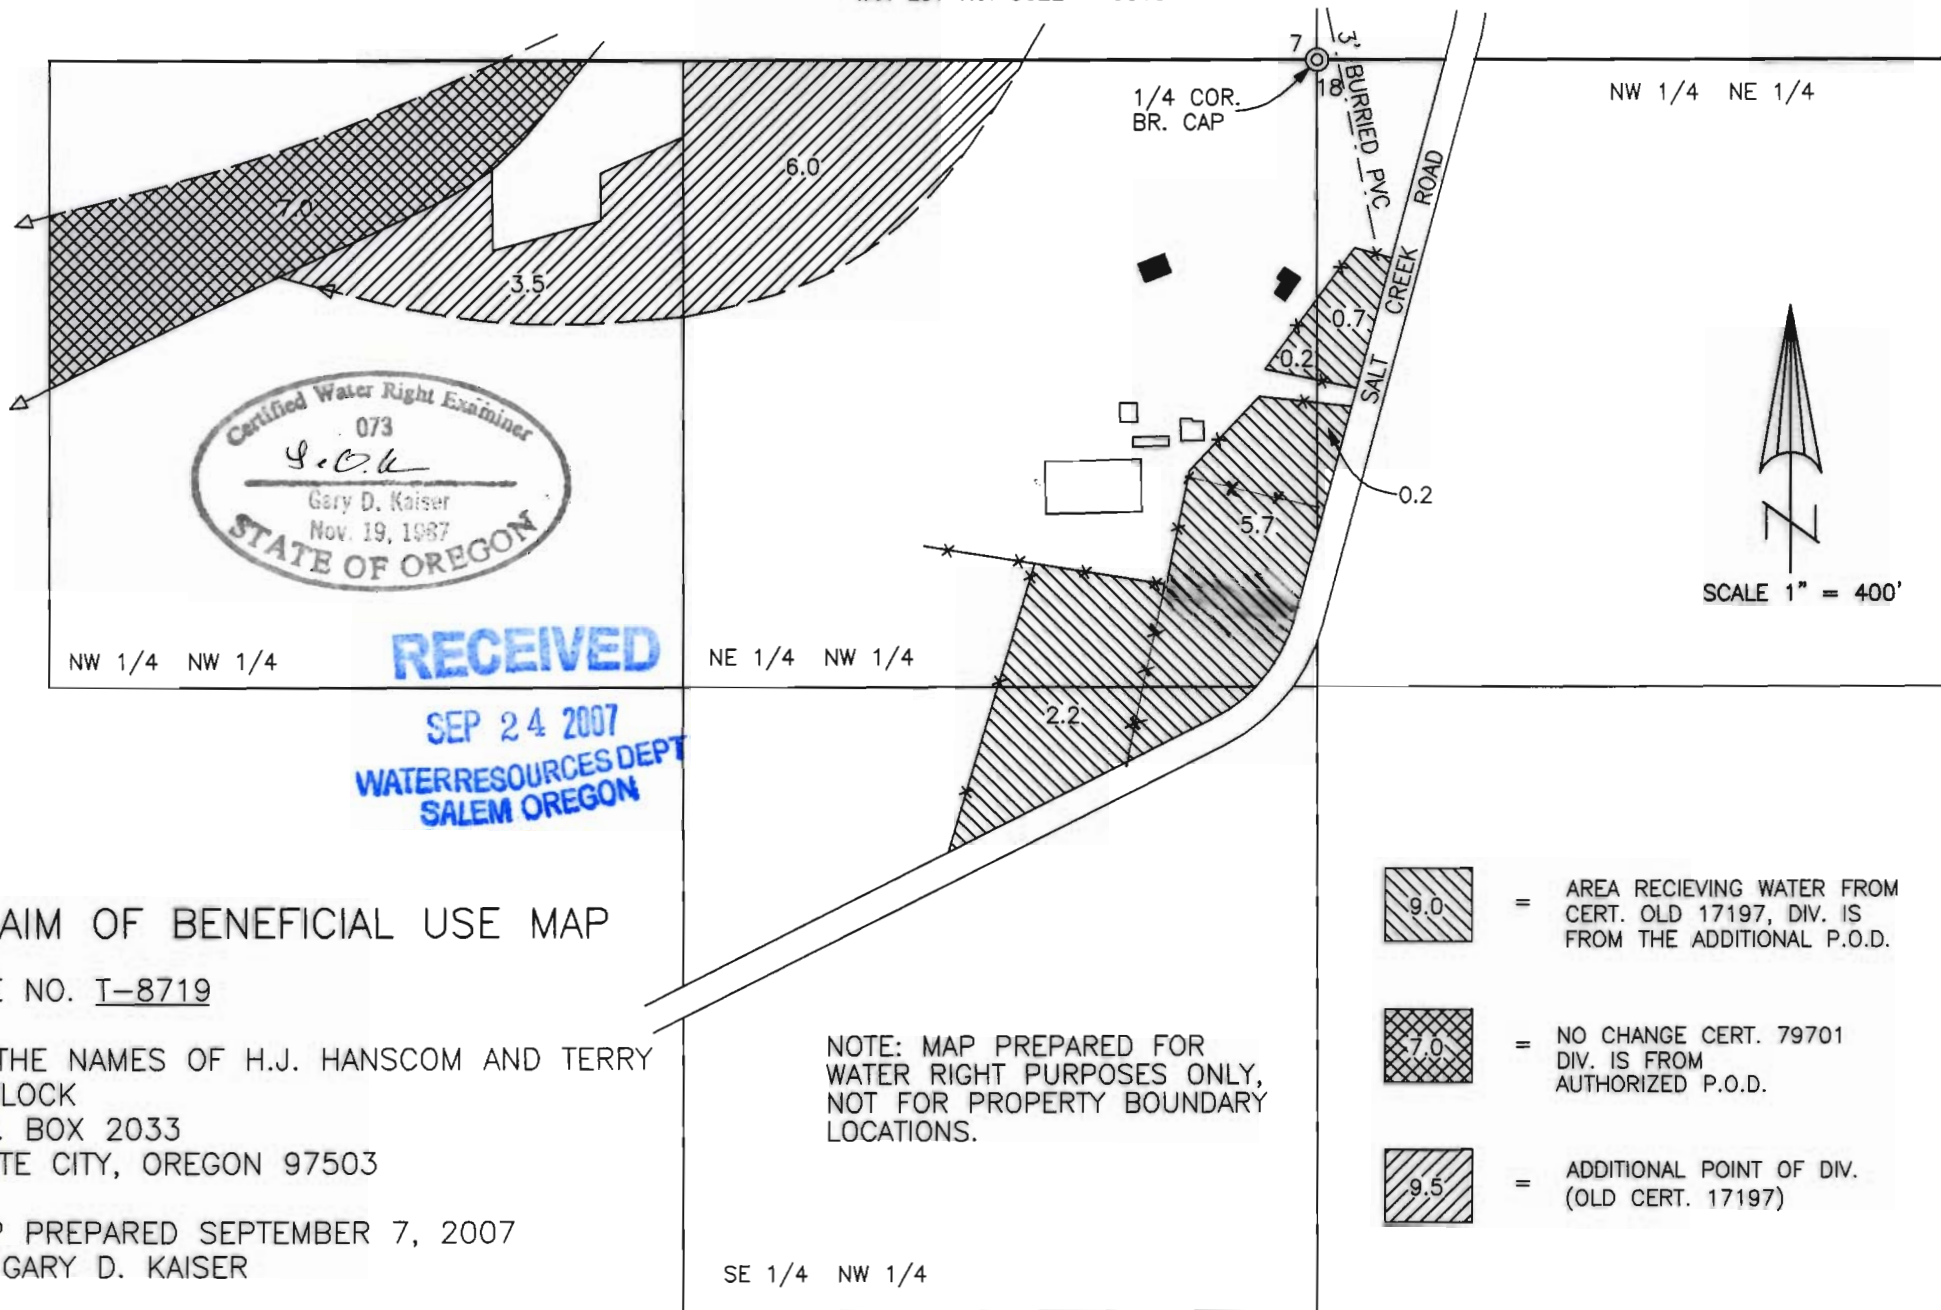 7
18
3' BURRIED PVC
1/4 COR.
BR. CAP
NW 1/4 NE 1/4
7.0
3.5
6.0
SALT CREEK ROAD
0.7
0.2
0.2
5.7
2.2
Certified Water Right Examiner
073
Gary D. Kaiser
Nov. 19, 1987
STATE OF OREGON
N
SCALE 1" = 400'
NW 1/4 NW 1/4
NE 1/4 NW 1/4
RECEIVED
SEP 24 2007
WATER RESOURCES DEPT
SALEM OREGON
AIM OF BENEFICIAL USE MAP
E NO. T-8719
THE NAMES OF H.J. HANSCOM AND TERRY
LOCK
. BOX 2033
TE CITY, OREGON 97503
P PREPARED SEPTEMBER 7, 2007
GARY D. KAISER
NOTE: MAP PREPARED FOR
WATER RIGHT PURPOSES ONLY,
NOT FOR PROPERTY BOUNDARY
LOCATIONS.
SE 1/4 NW 1/4
9.0 = AREA RECIEVING WATER FROM
CERT. OLD 17197, DIV. IS
FROM THE ADDITIONAL P.O.D.
7.0 = NO CHANGE CERT. 79701
DIV. IS FROM
AUTHORIZED P.O.D.
9.5 = ADDITIONAL POINT OF DIV.
(OLD CERT. 17197)